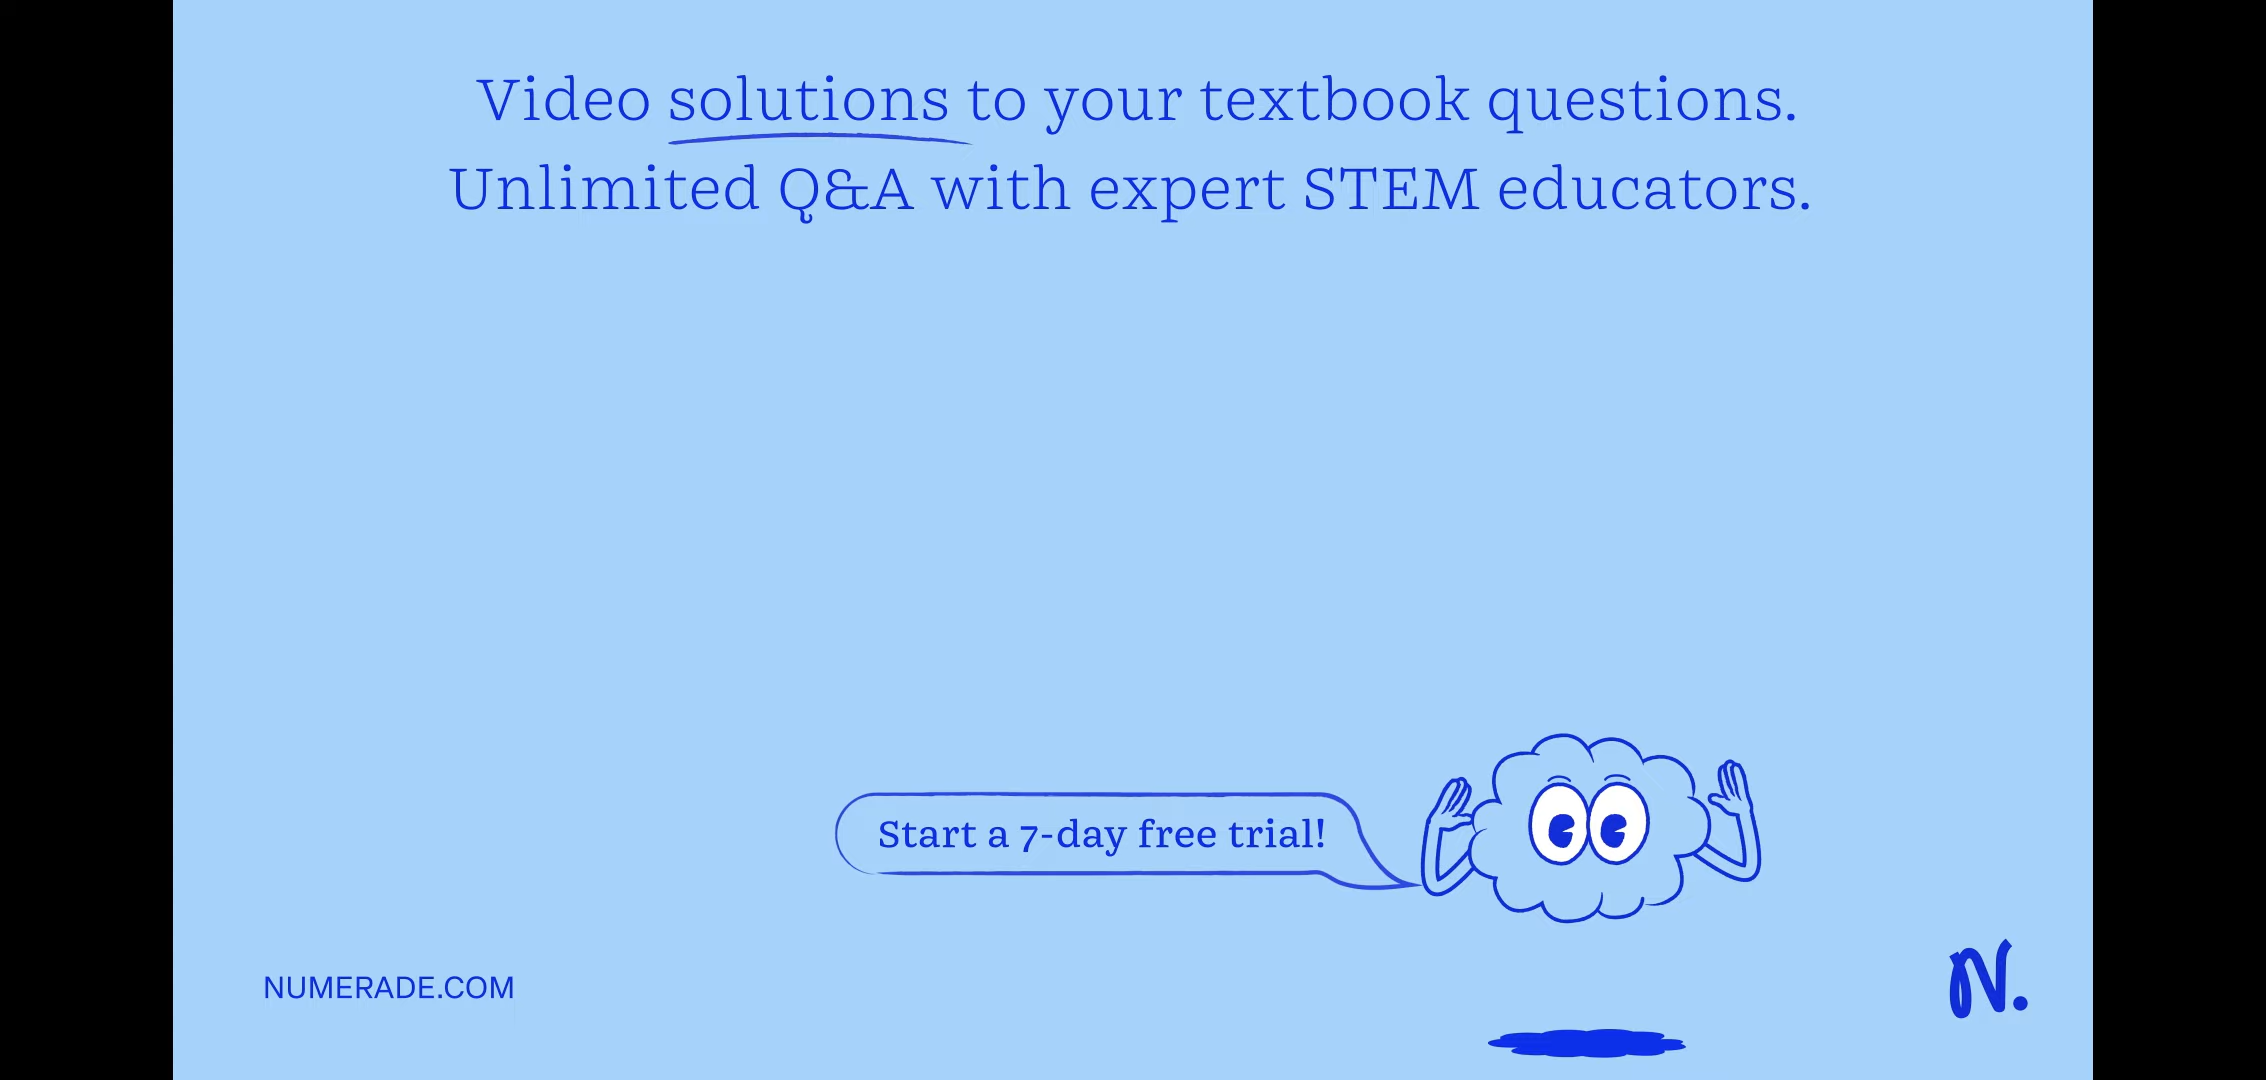 Video solutions to your textbook questions.
Unlimited Q&A with expert STEM educators.
Start a 7-day free trial!
NUMERADE.COM
N.